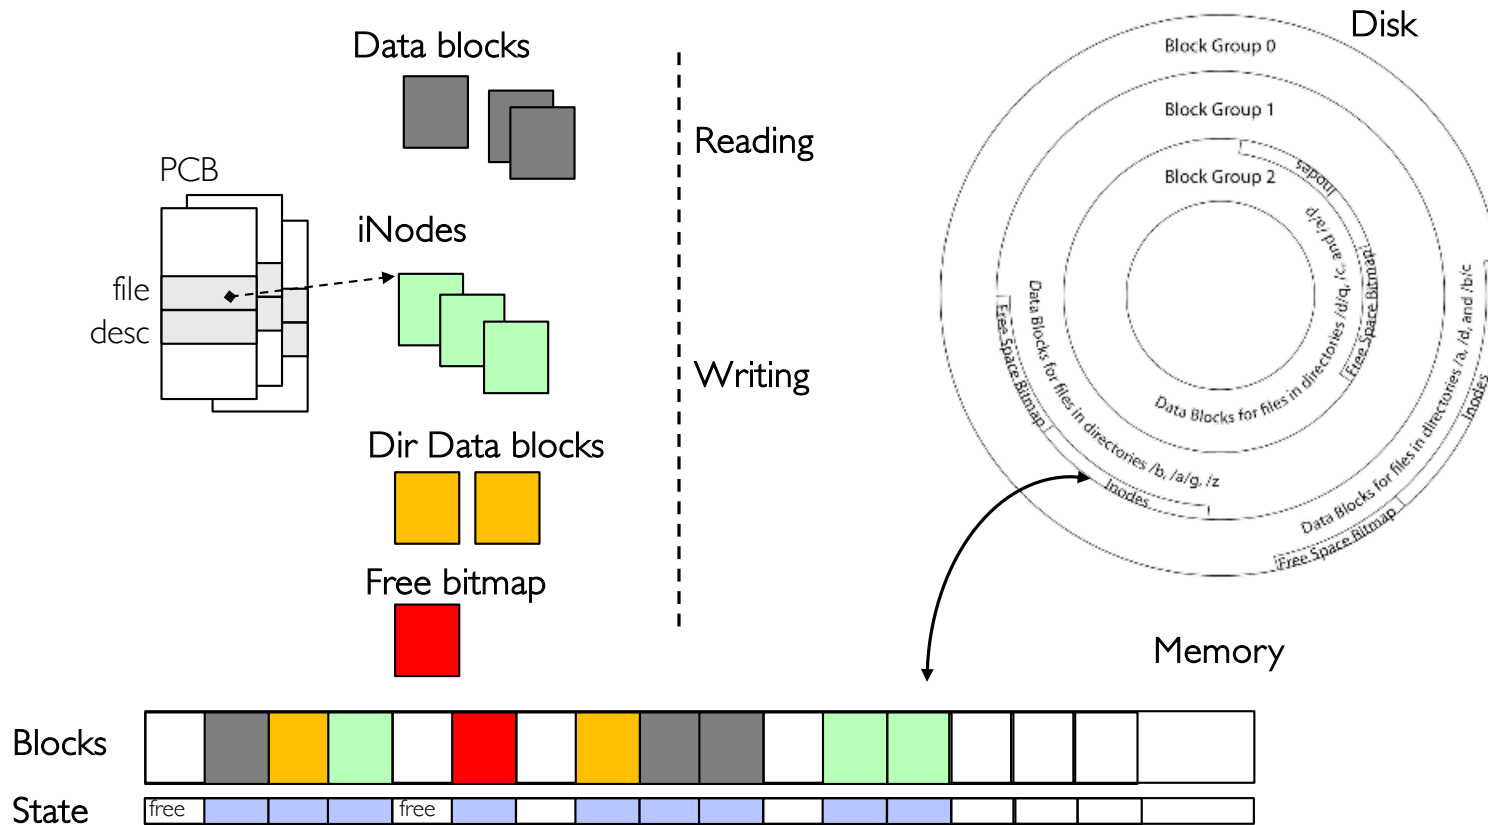 Data blocks
Disk
Block Group 0
Block Group 1
Reading
PCB
Inodes
Block Group 2
iNodes
file
desc
Writing
Free Space Bitmap
Data Blocks for files in directories /d/q, /c, and /a/p
Free Space Bitmap
Data Blocks for files in directories /b, /a/g, /z
Inodes
Data Blocks for files in directories /a, /d, and /b/c
Inodes
Free Space Bitmap
Dir Data blocks
Free bitmap
Memory
Blocks
State
free
free